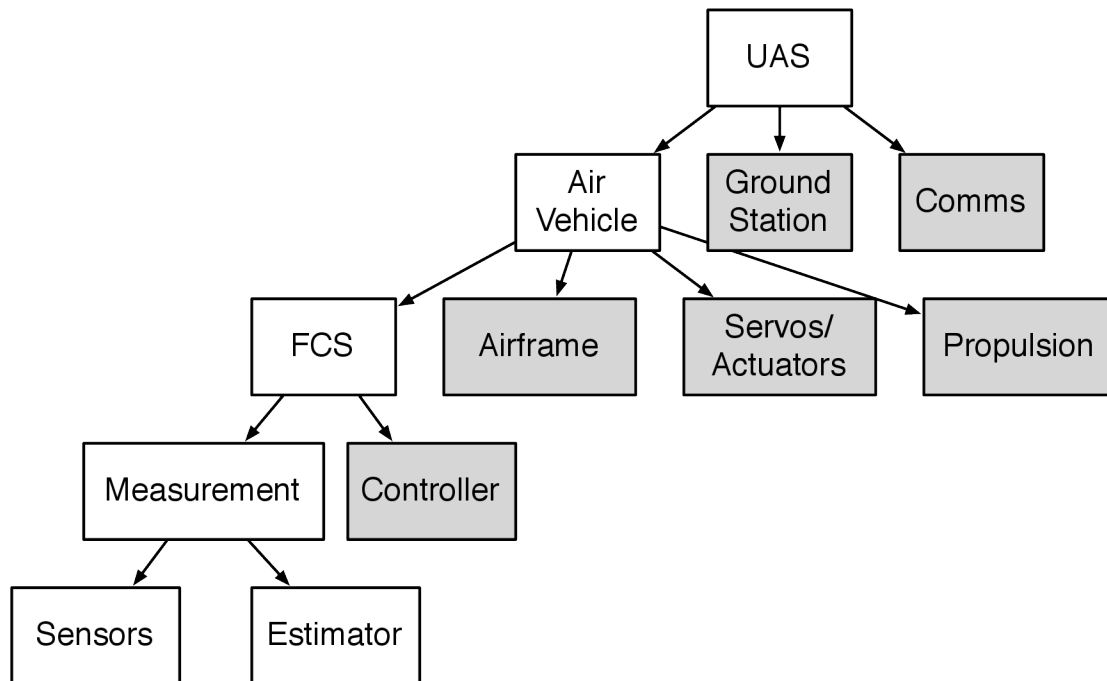 UAS
Air
Vehicle
Ground
Station
Comms
FCS
Airframe
Servos/
Actuators
Propulsion
Measurement
Controller
Sensors
Estimator